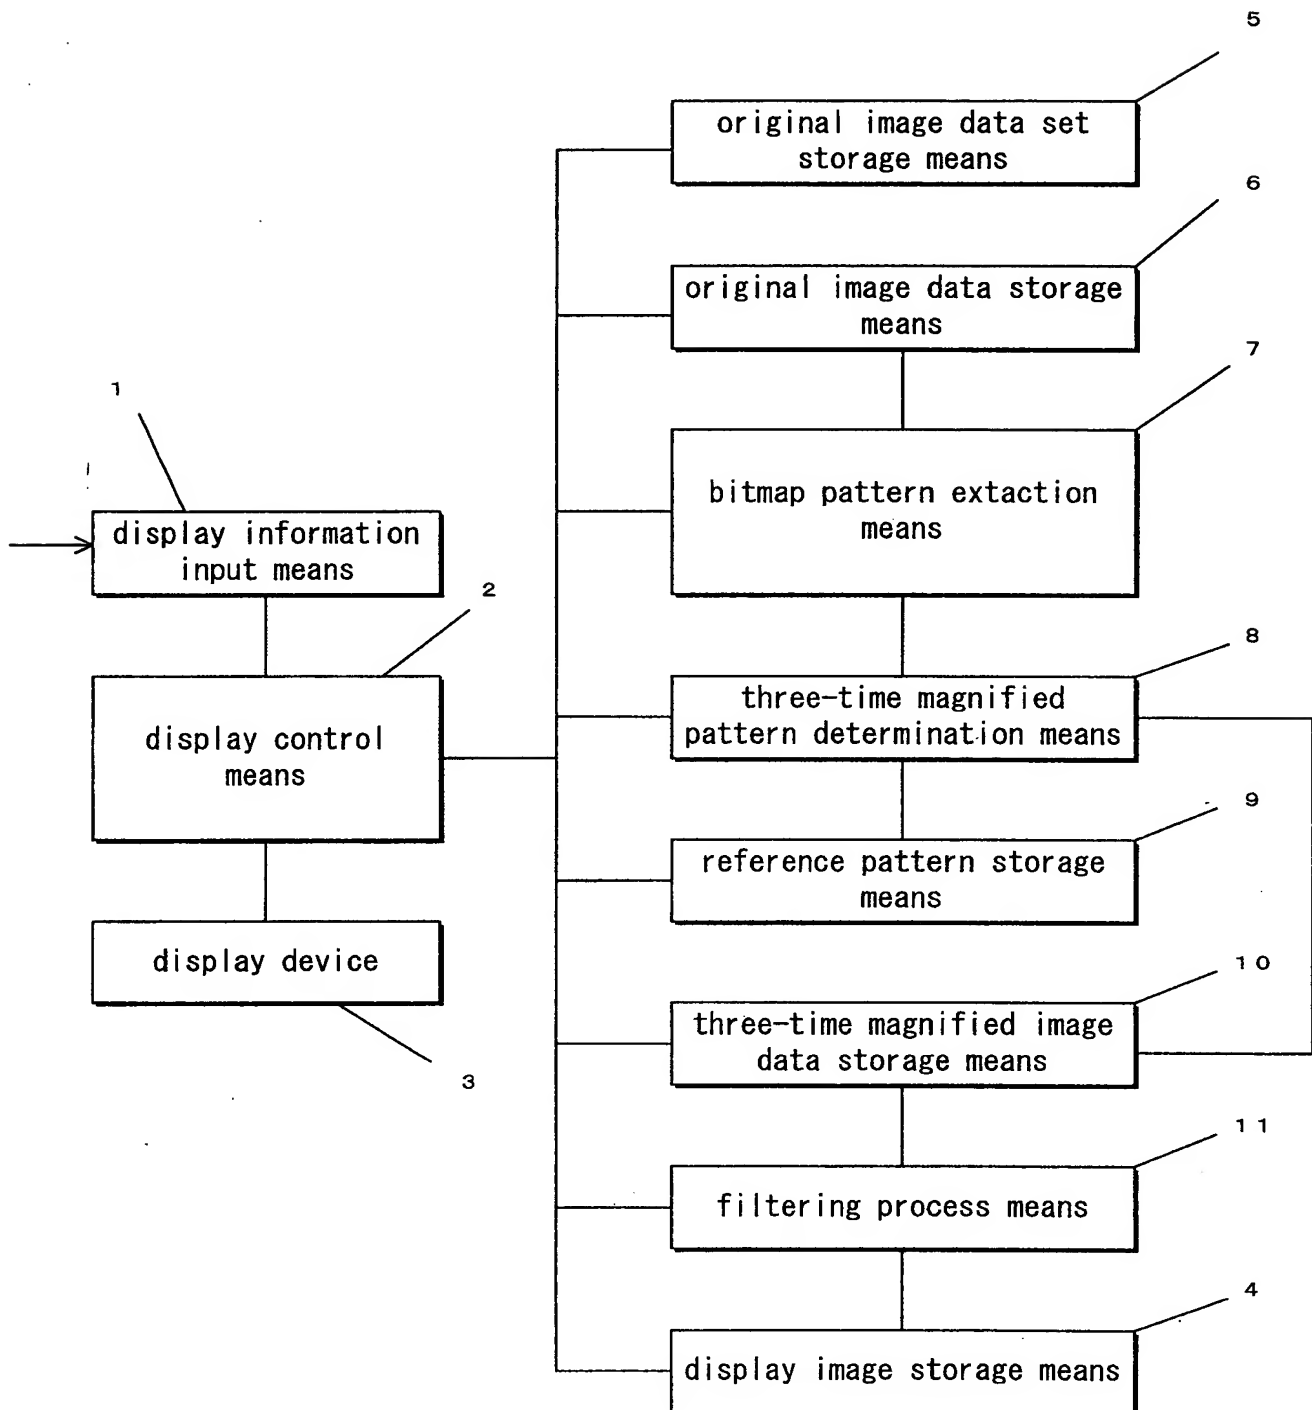 5
original image data set
storage means
6
original image data storage
means
7
bitmap pattern extaction
means
1
display information
input means
2
display control
means
display device
3
8
three-time magnified
pattern determination means
9
reference pattern storage
means
10
three-time magnified image
data storage means
11
filtering process means
4
display image storage means